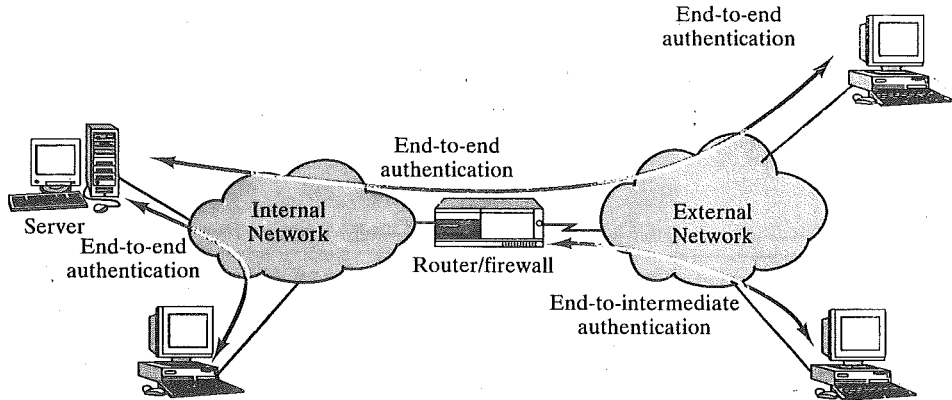 End-to-end
authentication
End-to-end
authentication
Server
Internal
Network
External
Network
Router/firewall
End-to-end
authentication
End-to-intermediate
authentication